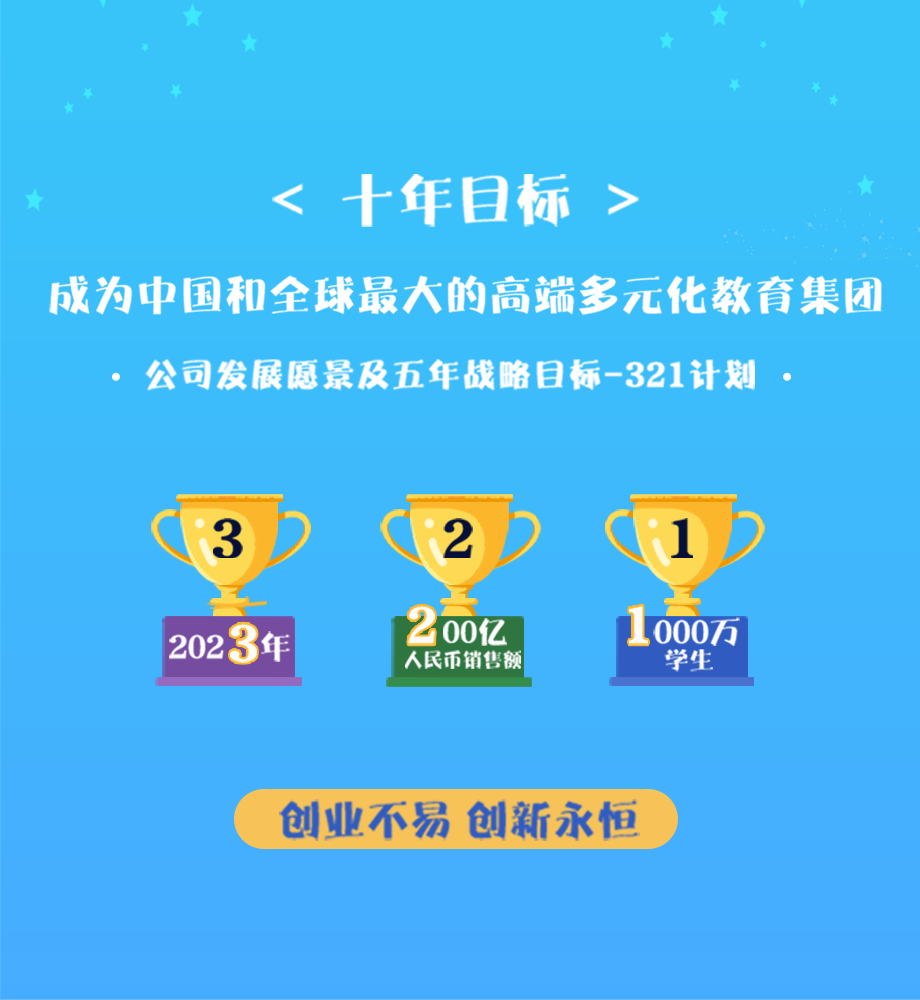 < 十年目标 >
成为中国和全球最大的高端多元化教育集团
· 公司发展愿景及五年战略目标-321计划 ·
3 2 1
2023年 200亿 1000万
人民币销售额 学生
创业不易 创新永恒